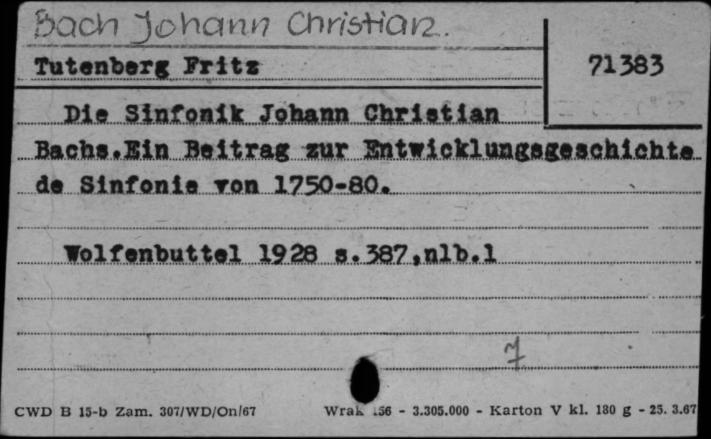 Bach Johann Christian.
Tutenberg Fritz
71383
Die Sinfonik Johann Christian
Bachs.Ein Beitrag zur Entwicklungsgeschichte
de Sinfonie von 1750-80.
Wolfenbuttel 1928 s.387,nlb.1
7
CWD B 15-b Zam. 307/WD/On/67 56 - 3.305.000 - Karton V kl. 180 g - 25. 3.67